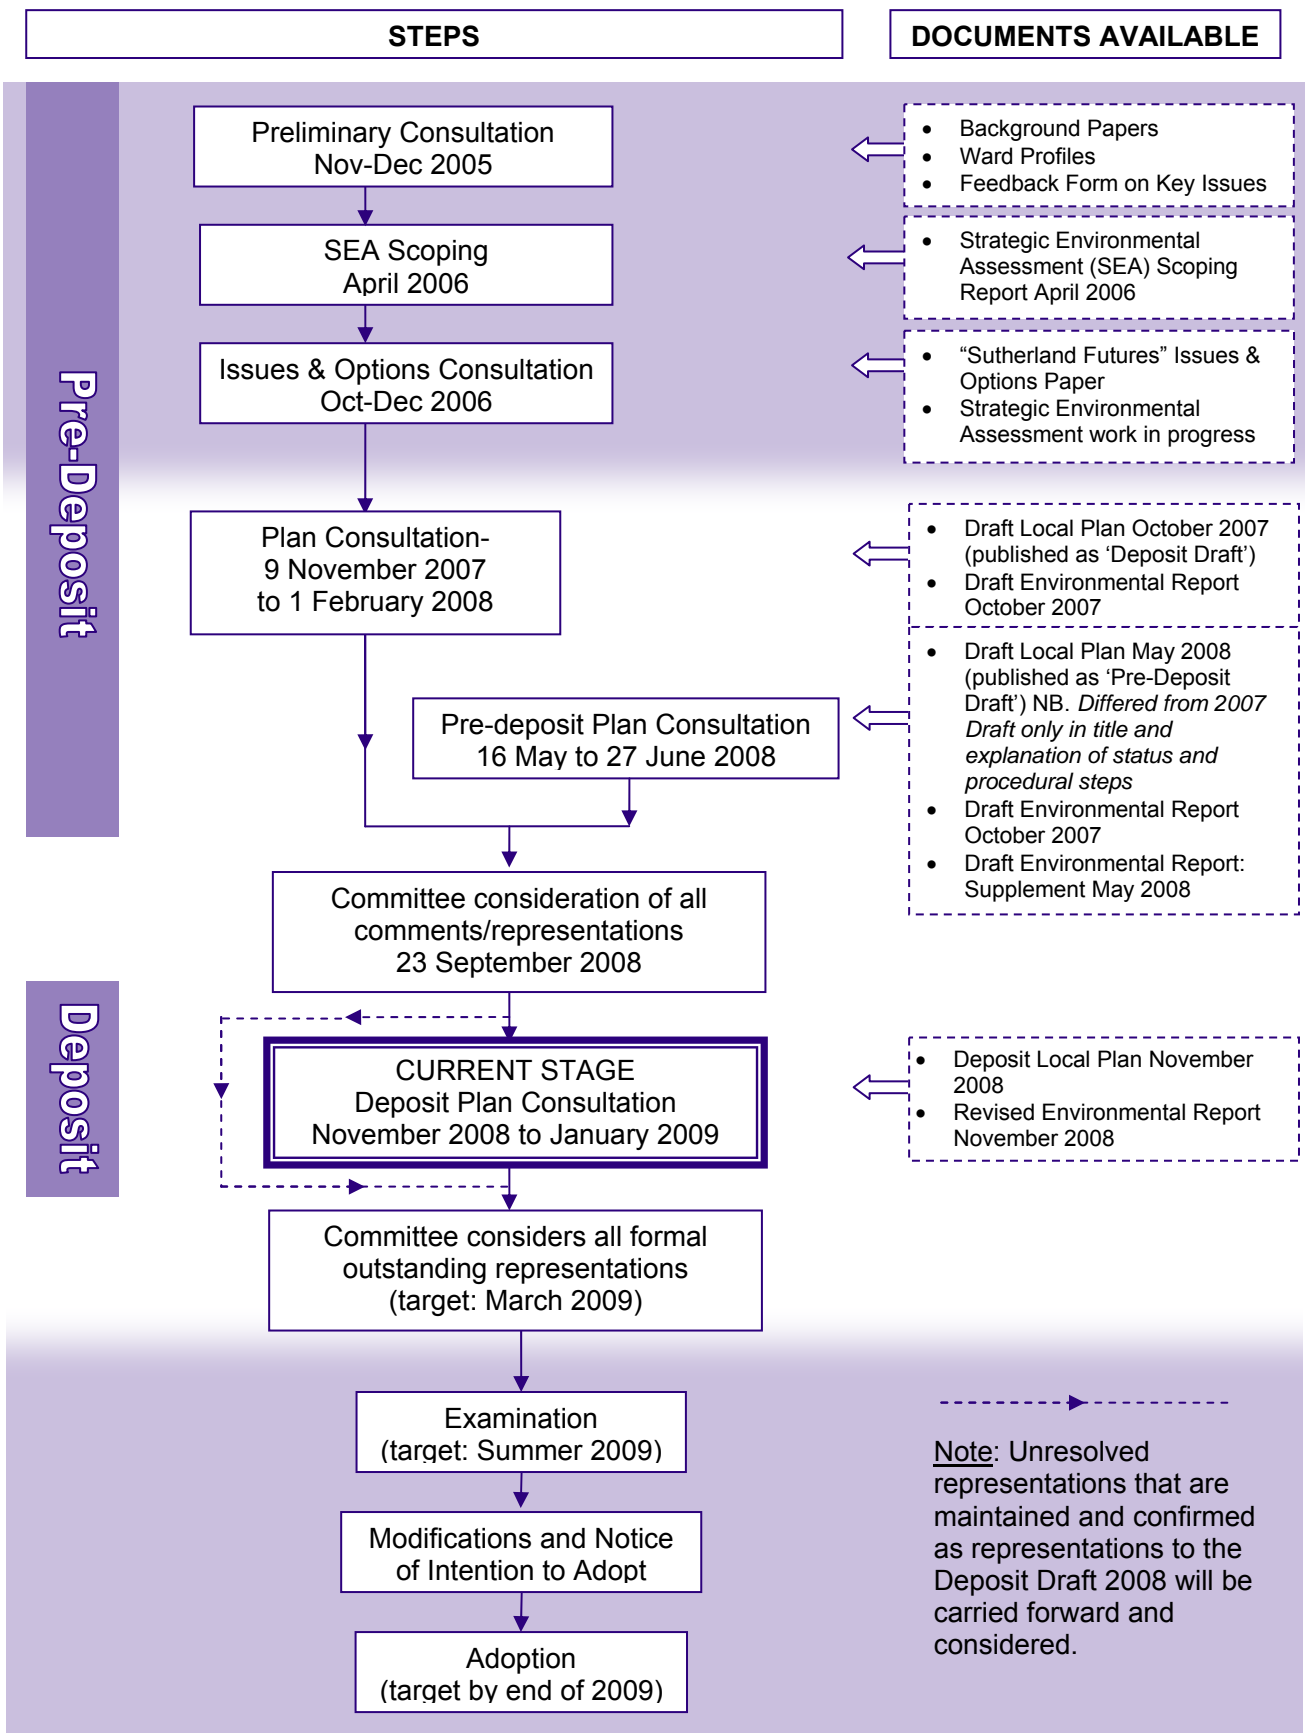 STEPS
DOCUMENTS AVAILABLE
Pre-Deposit
Preliminary Consultation
Nov-Dec 2005
• Background Papers
• Ward Profiles
• Feedback Form on Key Issues
SEA Scoping
April 2006
• Strategic Environmental
Assessment (SEA) Scoping
Report April 2006
Issues & Options Consultation
Oct-Dec 2006
• “Sutherland Futures” Issues &
Options Paper
• Strategic Environmental
Assessment work in progress
Plan Consultation-
9 November 2007
to 1 February 2008
• Draft Local Plan October 2007
(published as ‘Deposit Draft’)
• Draft Environmental Report
October 2007
Pre-deposit Plan Consultation
16 May to 27 June 2008
• Draft Local Plan May 2008
(published as ‘Pre-Deposit
Draft’) NB. Differed from 2007
Draft only in title and
explanation of status and
procedural steps
• Draft Environmental Report
October 2007
• Draft Environmental Report:
Supplement May 2008
Committee consideration of all
comments/representations
23 September 2008
Deposit
CURRENT STAGE
Deposit Plan Consultation
November 2008 to January 2009
• Deposit Local Plan November
2008
• Revised Environmental Report
November 2008
Committee considers all formal
outstanding representations
(target: March 2009)
Examination
(target: Summer 2009)
Modifications and Notice
of Intention to Adopt
Adoption
(target by end of 2009)
Note: Unresolved
representations that are
maintained and confirmed
as representations to the
Deposit Draft 2008 will be
carried forward and
considered.